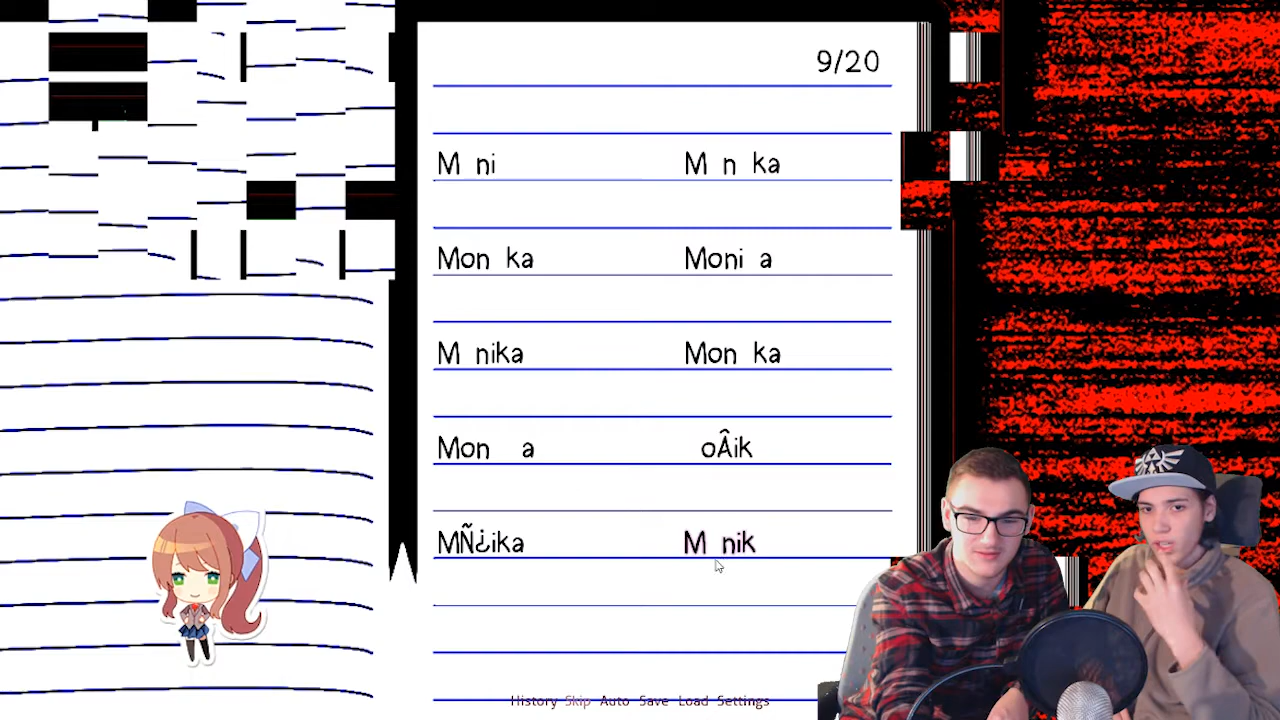 9/20
M ni M n ka
Mon ka Moni a
M nika Mon ka
Mon  a oÂik
MÑ¿ika M nik
History Skip Auto Save Load Settings